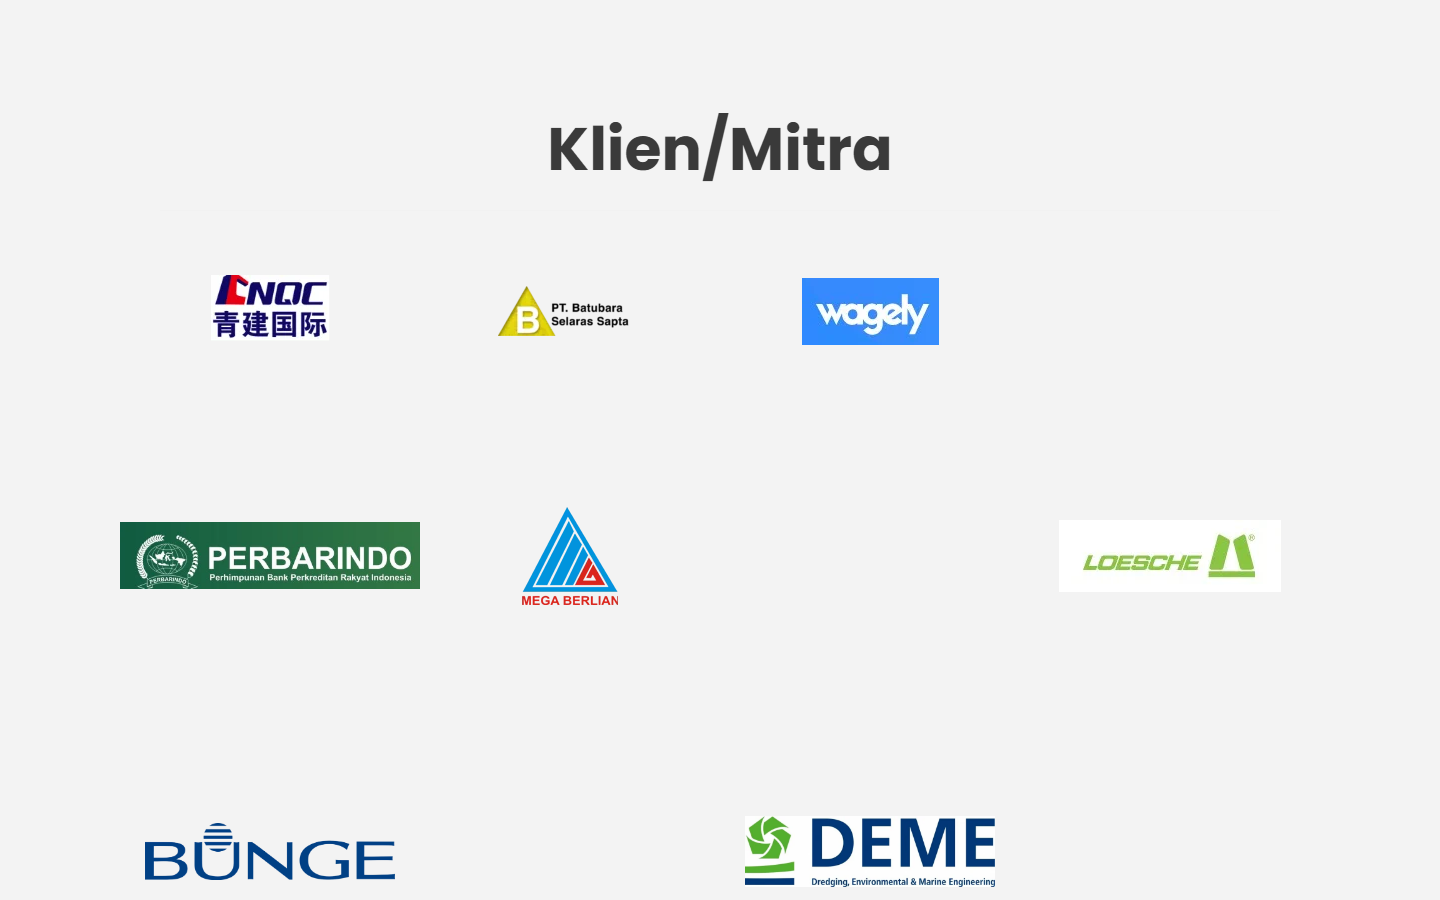 Klien/Mitra
CNQC
青建国际
B
PT. Batubara
Selaras Sapta
wagely
PERBARINDO
Perhimpunan Bank Perkreditan Rakyat Indonesia
PERBARINDO
MEGA BERLIAN
LOESCHE
®
BUNGE
DEME
Dredging, Environmental & Marine Engineering